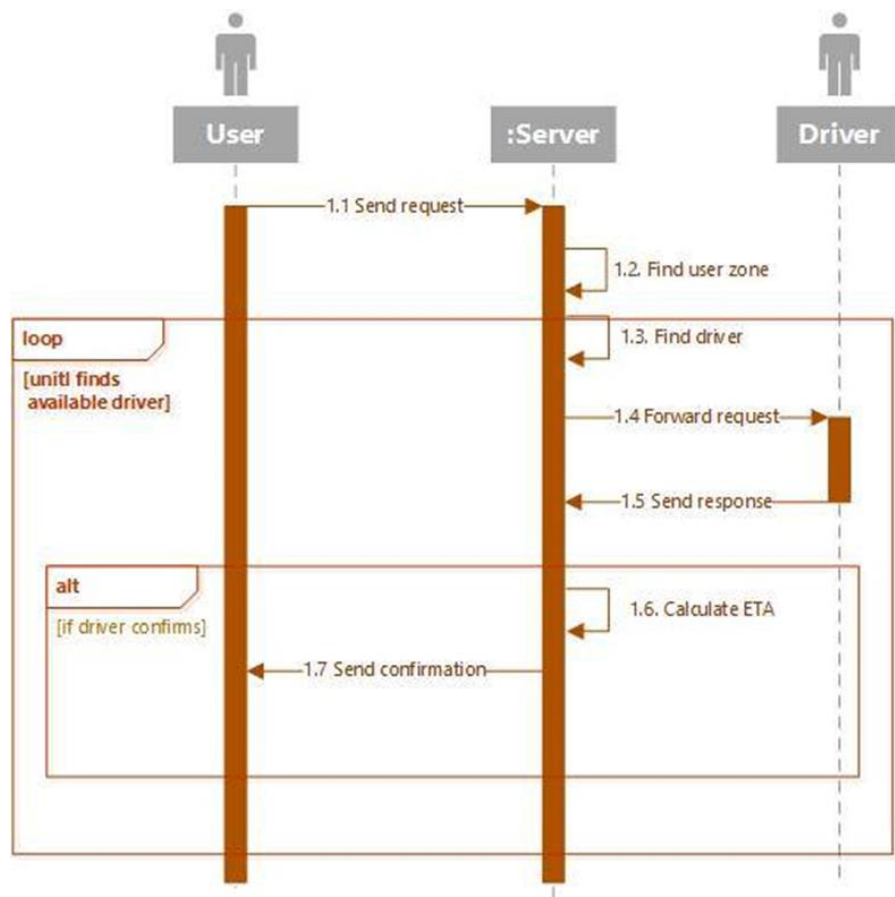 User
:Server
Driver
1.1 Send request
1.2. Find user zone
loop
1.3. Find driver
[unitl finds
available driver]
1.4 Forward request
1.5 Send response
alt
1.6. Calculate ETA
[if driver confirms]
1.7 Send confirmation